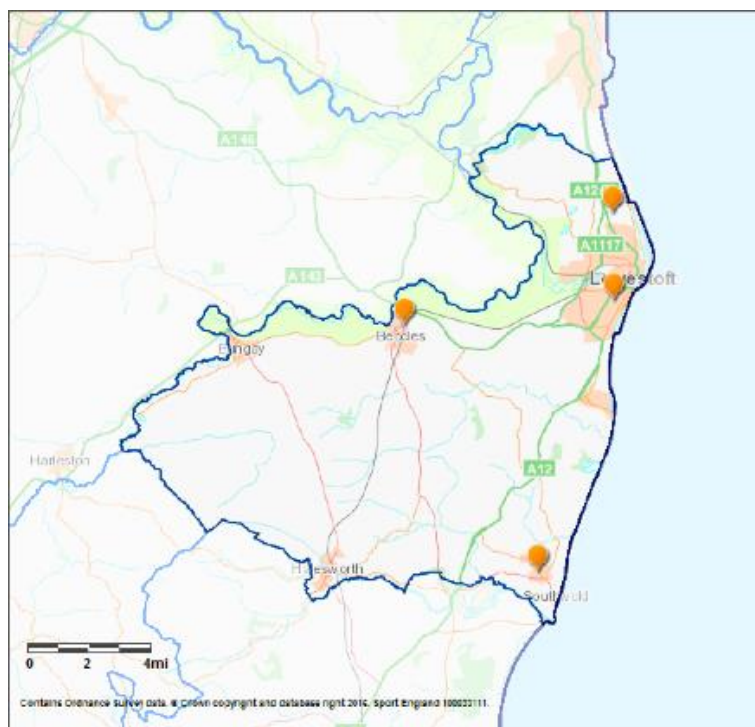 A146
A12
A1117
Lowestoft
A143
Bungay
Beccles
Harleston
A12
Halesworth
Southwold
0 2 4mi
Contains Ordnance Survey data. © Crown copyright and database right 2016. Sport England 100033111.